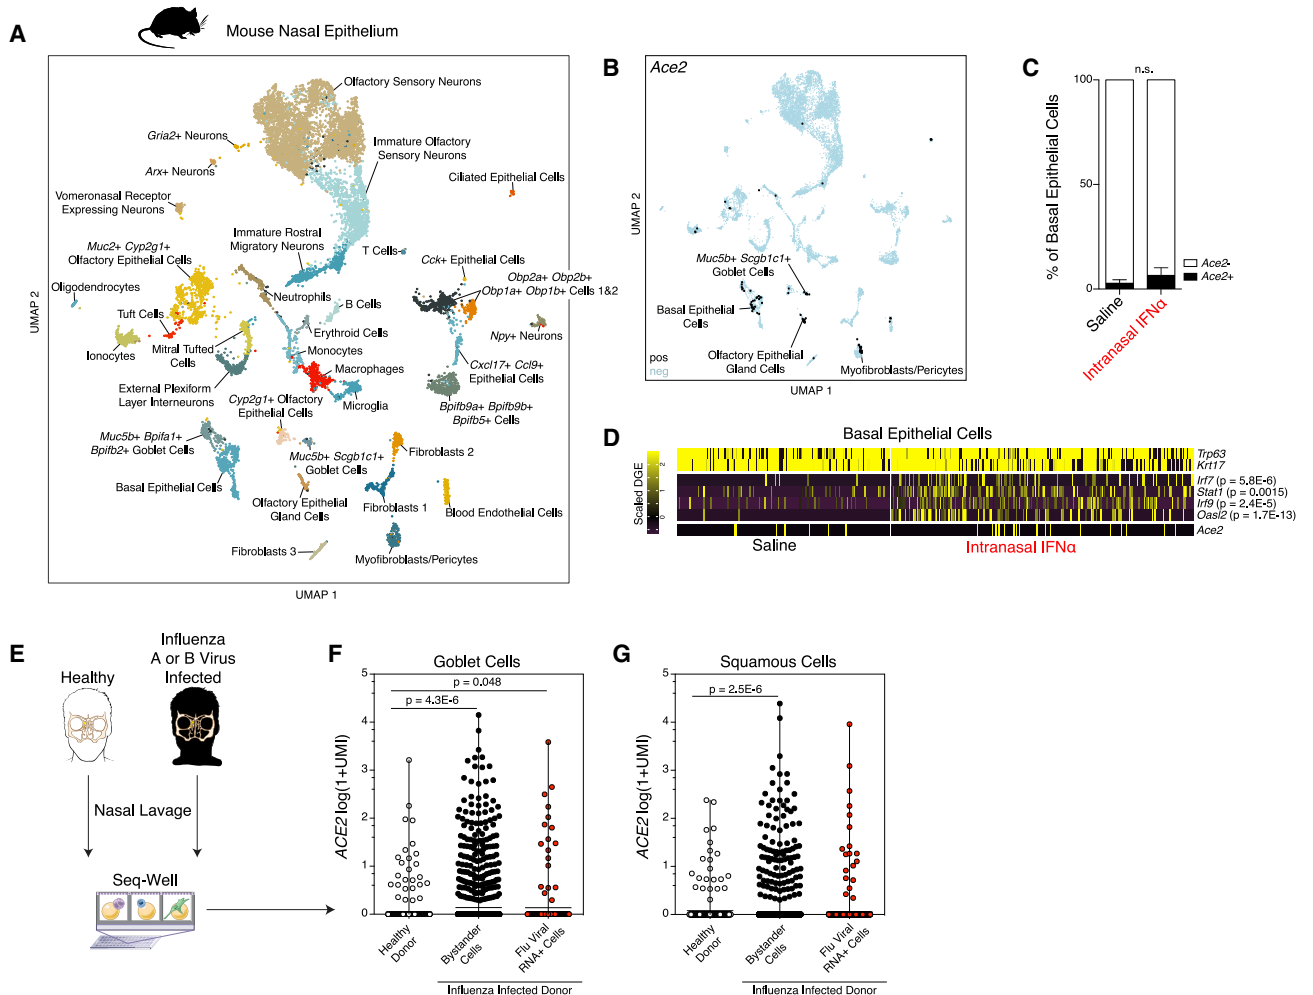 A
Mouse Nasal Epithelium
Olfactory Sensory Neurons
Gria2+ Neurons
Immature Olfactory
Sensory Neurons
Arx+ Neurons
Ciliated Epithelial Cells
Vomeronasal Receptor
Expressing Neurons
Immature Rostral
Migratory Neurons
T Cells
Muc2+ Cyp2g1+
Olfactory Epithelial Cells
Cck+ Epithelial Cells
Obp2a+ Obp2b+
Obp1a+ Obp1b+ Cells 1&2
Oligodendrocytes
Neutrophils
B Cells
Tuft Cells
Erythroid Cells
Npy+ Neurons
Ionocytes
Mitral Tufted
Cells
Monocytes
Macrophages
Cxcl17+ Ccl9+
Epithelial Cells
External Plexiform
Layer Interneurons
Cyp2g1+ Olfactory
Epithelial Cells
Microglia
Bpifb9a+ Bpifb9b+
Bpifb5+ Cells
Muc5b+ Bpifa1+
Bpifb2+ Goblet Cells
Muc5b+ Scgb1c1+
Goblet Cells
Fibroblasts 2
Basal Epithelial Cells
Olfactory Epithelial
Gland Cells
Fibroblasts 1
Blood Endothelial Cells
Fibroblasts 3
Myofibroblasts/Pericytes
UMAP 2
UMAP 1
B
Ace2
Muc5b+ Scgb1c1+
Goblet Cells
Basal Epithelial
Cells
Olfactory Epithelial
Gland Cells
Myofibroblasts/Pericytes
pos
neg
UMAP 2
UMAP 1
C
n.s.
100
50
0
% of Basal Epithelial Cells
Ace2-
Ace2+
Saline
Intranasal IFNα
D
Basal Epithelial Cells
Scaled DGE
2
1
0
Trp63
Krt17
Irf7 (p = 5.8E-6)
Stat1 (p = 0.0015)
Irf9 (p = 2.4E-5)
Oasl2 (p = 1.7E-13)
Ace2
Saline
Intranasal IFNα
E
Healthy
Influenza
A or B Virus
Infected
Nasal Lavage
Seq-Well
F
Goblet Cells
p = 0.048
p = 4.3E-6
5
4
3
2
1
0
ACE2 log(1+UMI)
Healthy
Donor
Bystander
Cells
Flu Viral
RNA+ Cells
Influenza Infected Donor
G
Squamous Cells
p = 2.5E-6
5
4
3
2
1
0
ACE2 log(1+UMI)
Healthy
Donor
Bystander
Cells
Flu Viral
RNA+ Cells
Influenza Infected Donor